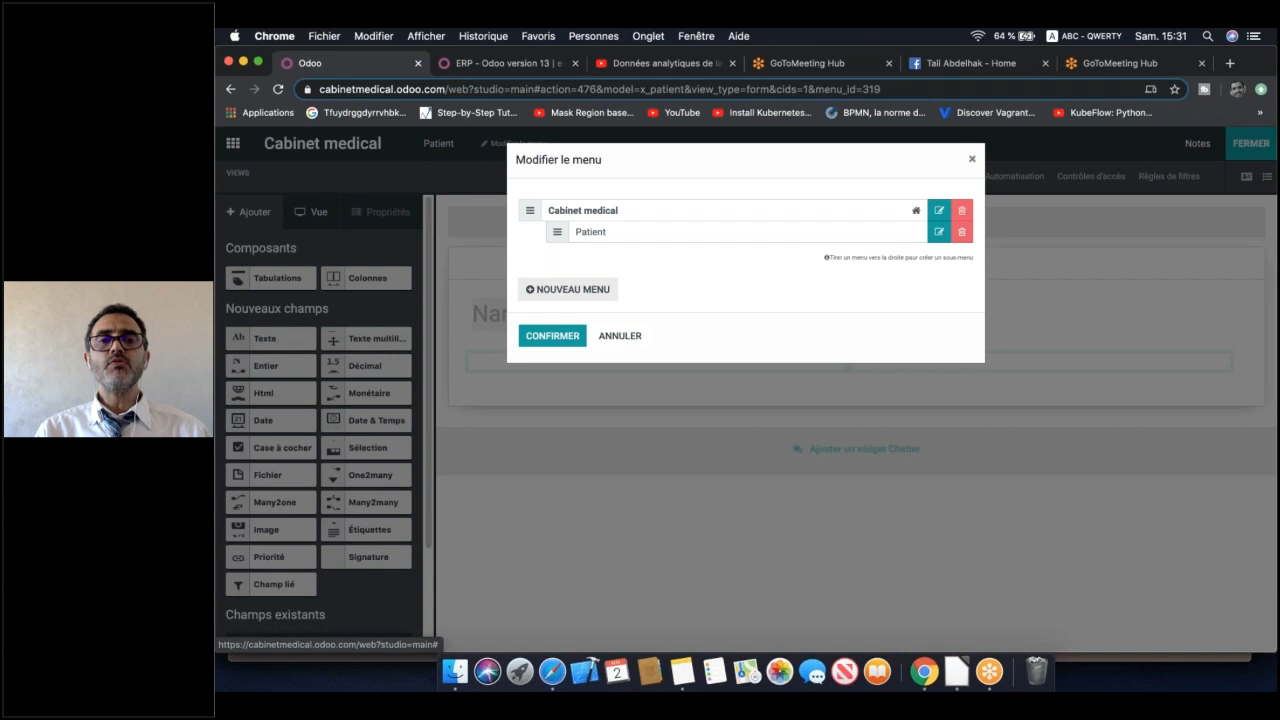 Chrome Fichier Modifier Afficher Historique Favoris Personnes Onglet Fenêtre Aide 64 % A ABC - QWERTY Sam. 15:31
Odoo × ERP - Odoo version 13 | e × Données analytiques de la × GoToMeeting Hub × Tali Abdelhak - Home × GoToMeeting Hub × +
cabinetmedical.odoo.com/web?studio=main#action=476&model=x_patient&view_type=form&cids=1&menu_id=319
Applications Tfuydrggdyrrvhbk... Step-by-Step Tut... Mask Region base... YouTube Install Kubernetes... BPMN, la norme d... Discover Vagrant... KubeFlow: Python... »
Cabinet medical Patient Notes FERMER
VIEWS Automatisation Contrôles d'accès Règles de filtres
Modifier le menu ×
Cabinet medical
Patient
Tirer un menu vers la droite pour créer un sous-menu
NOUVEAU MENU
CONFIRMER ANNULER
+ Ajouter Vue Propriétés
Composants
Tabulations Colonnes
Nouveaux champs
Ab Texte Texte multili...
Entier 1.5 Décimal
Html Monétaire
Date Date & Temps
Case à cocher Sélection
Fichier One2many
Many2one Many2many
Image Étiquettes
Priorité Signature
Champ lié
Champs existants
Ajouter un widget Chatter
https://cabinetmedical.odoo.com/web?studio=main#
2